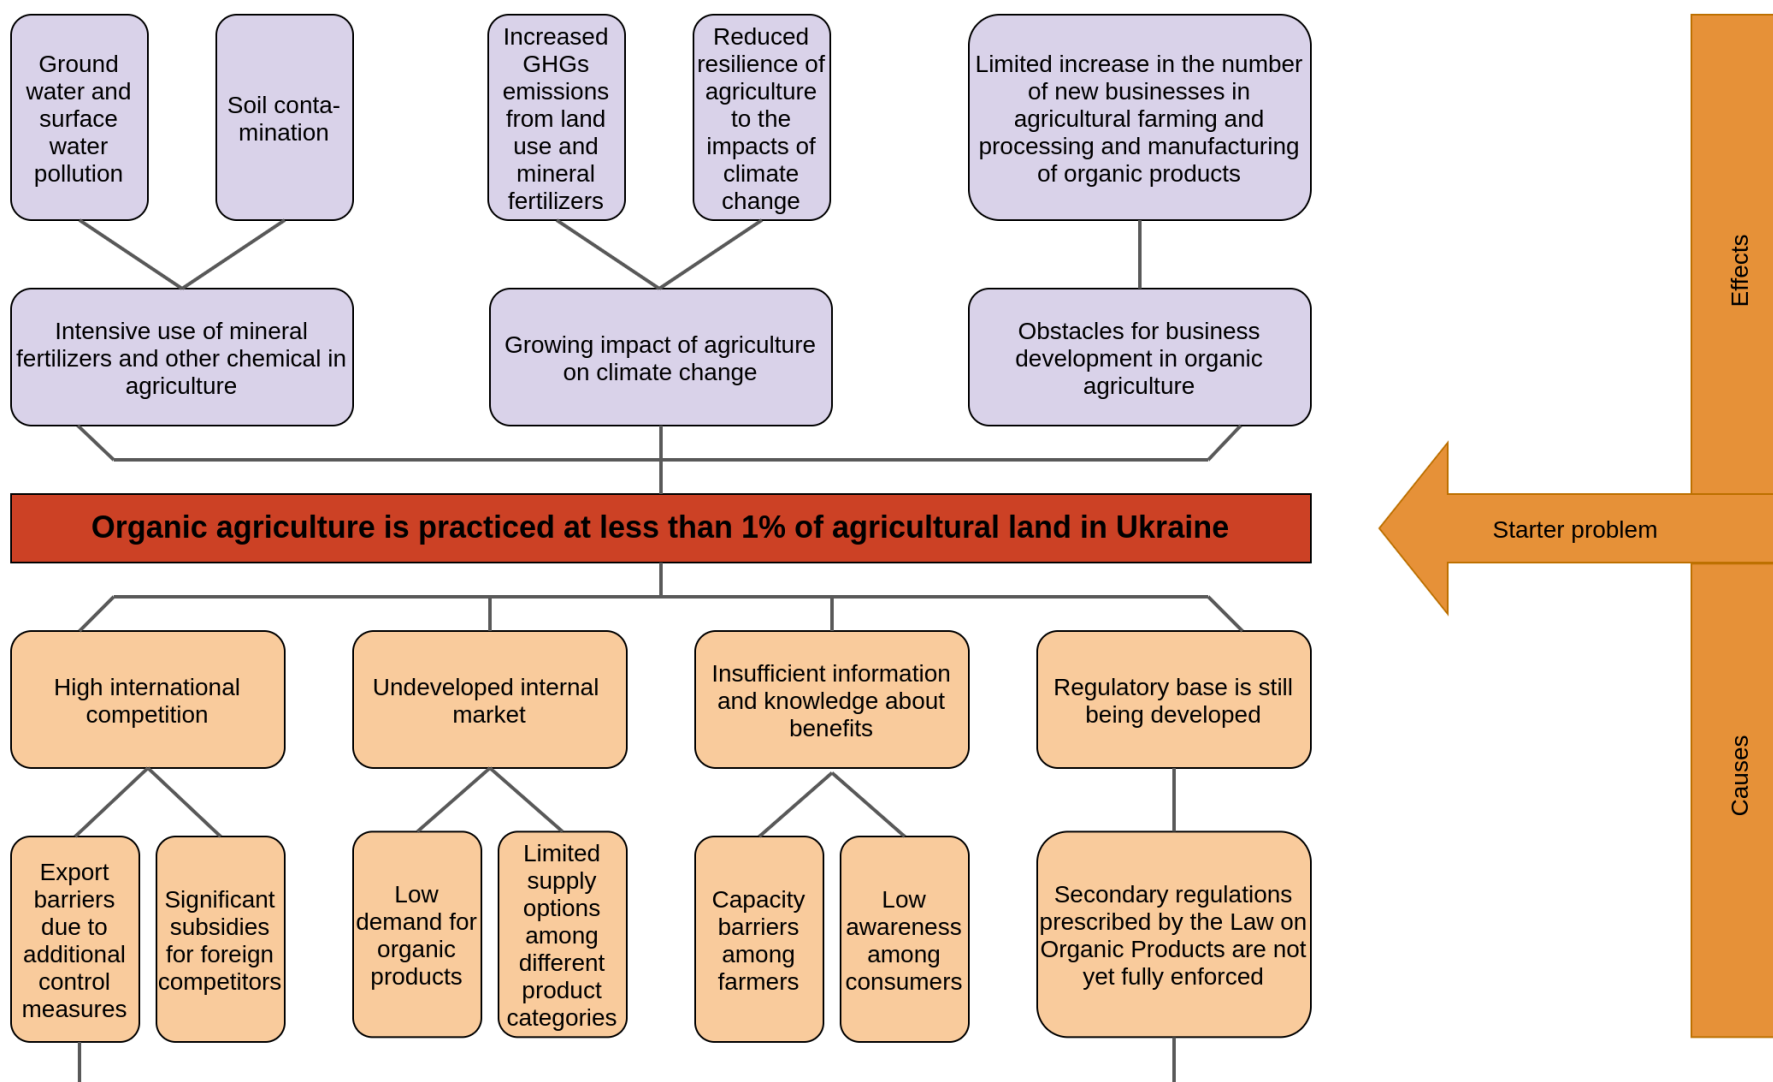 Ground
water and
surface
water
pollution
Soil conta-
mination
Increased
GHGs
emissions
from land
use and
mineral
fertilizers
Reduced
resilience of
agriculture
to the
impacts of
climate
change
Limited increase in the number
of new businesses in
agricultural farming and
processing and manufacturing
of organic products
Effects
Intensive use of mineral
fertilizers and other chemical in
agriculture
Growing impact of agriculture
on climate change
Obstacles for business
development in organic
agriculture
Organic agriculture is practiced at less than 1% of agricultural land in Ukraine
Starter problem
High international
competition
Undeveloped internal
market
Insufficient information
and knowledge about
benefits
Regulatory base is still
being developed
Causes
Export
barriers
due to
additional
control
measures
Significant
subsidies
for foreign
competitors
Low
demand for
organic
products
Limited
supply
options
among
different
product
categories
Capacity
barriers
among
farmers
Low
awareness
among
consumers
Secondary regulations
prescribed by the Law on
Organic Products are not
yet fully enforced